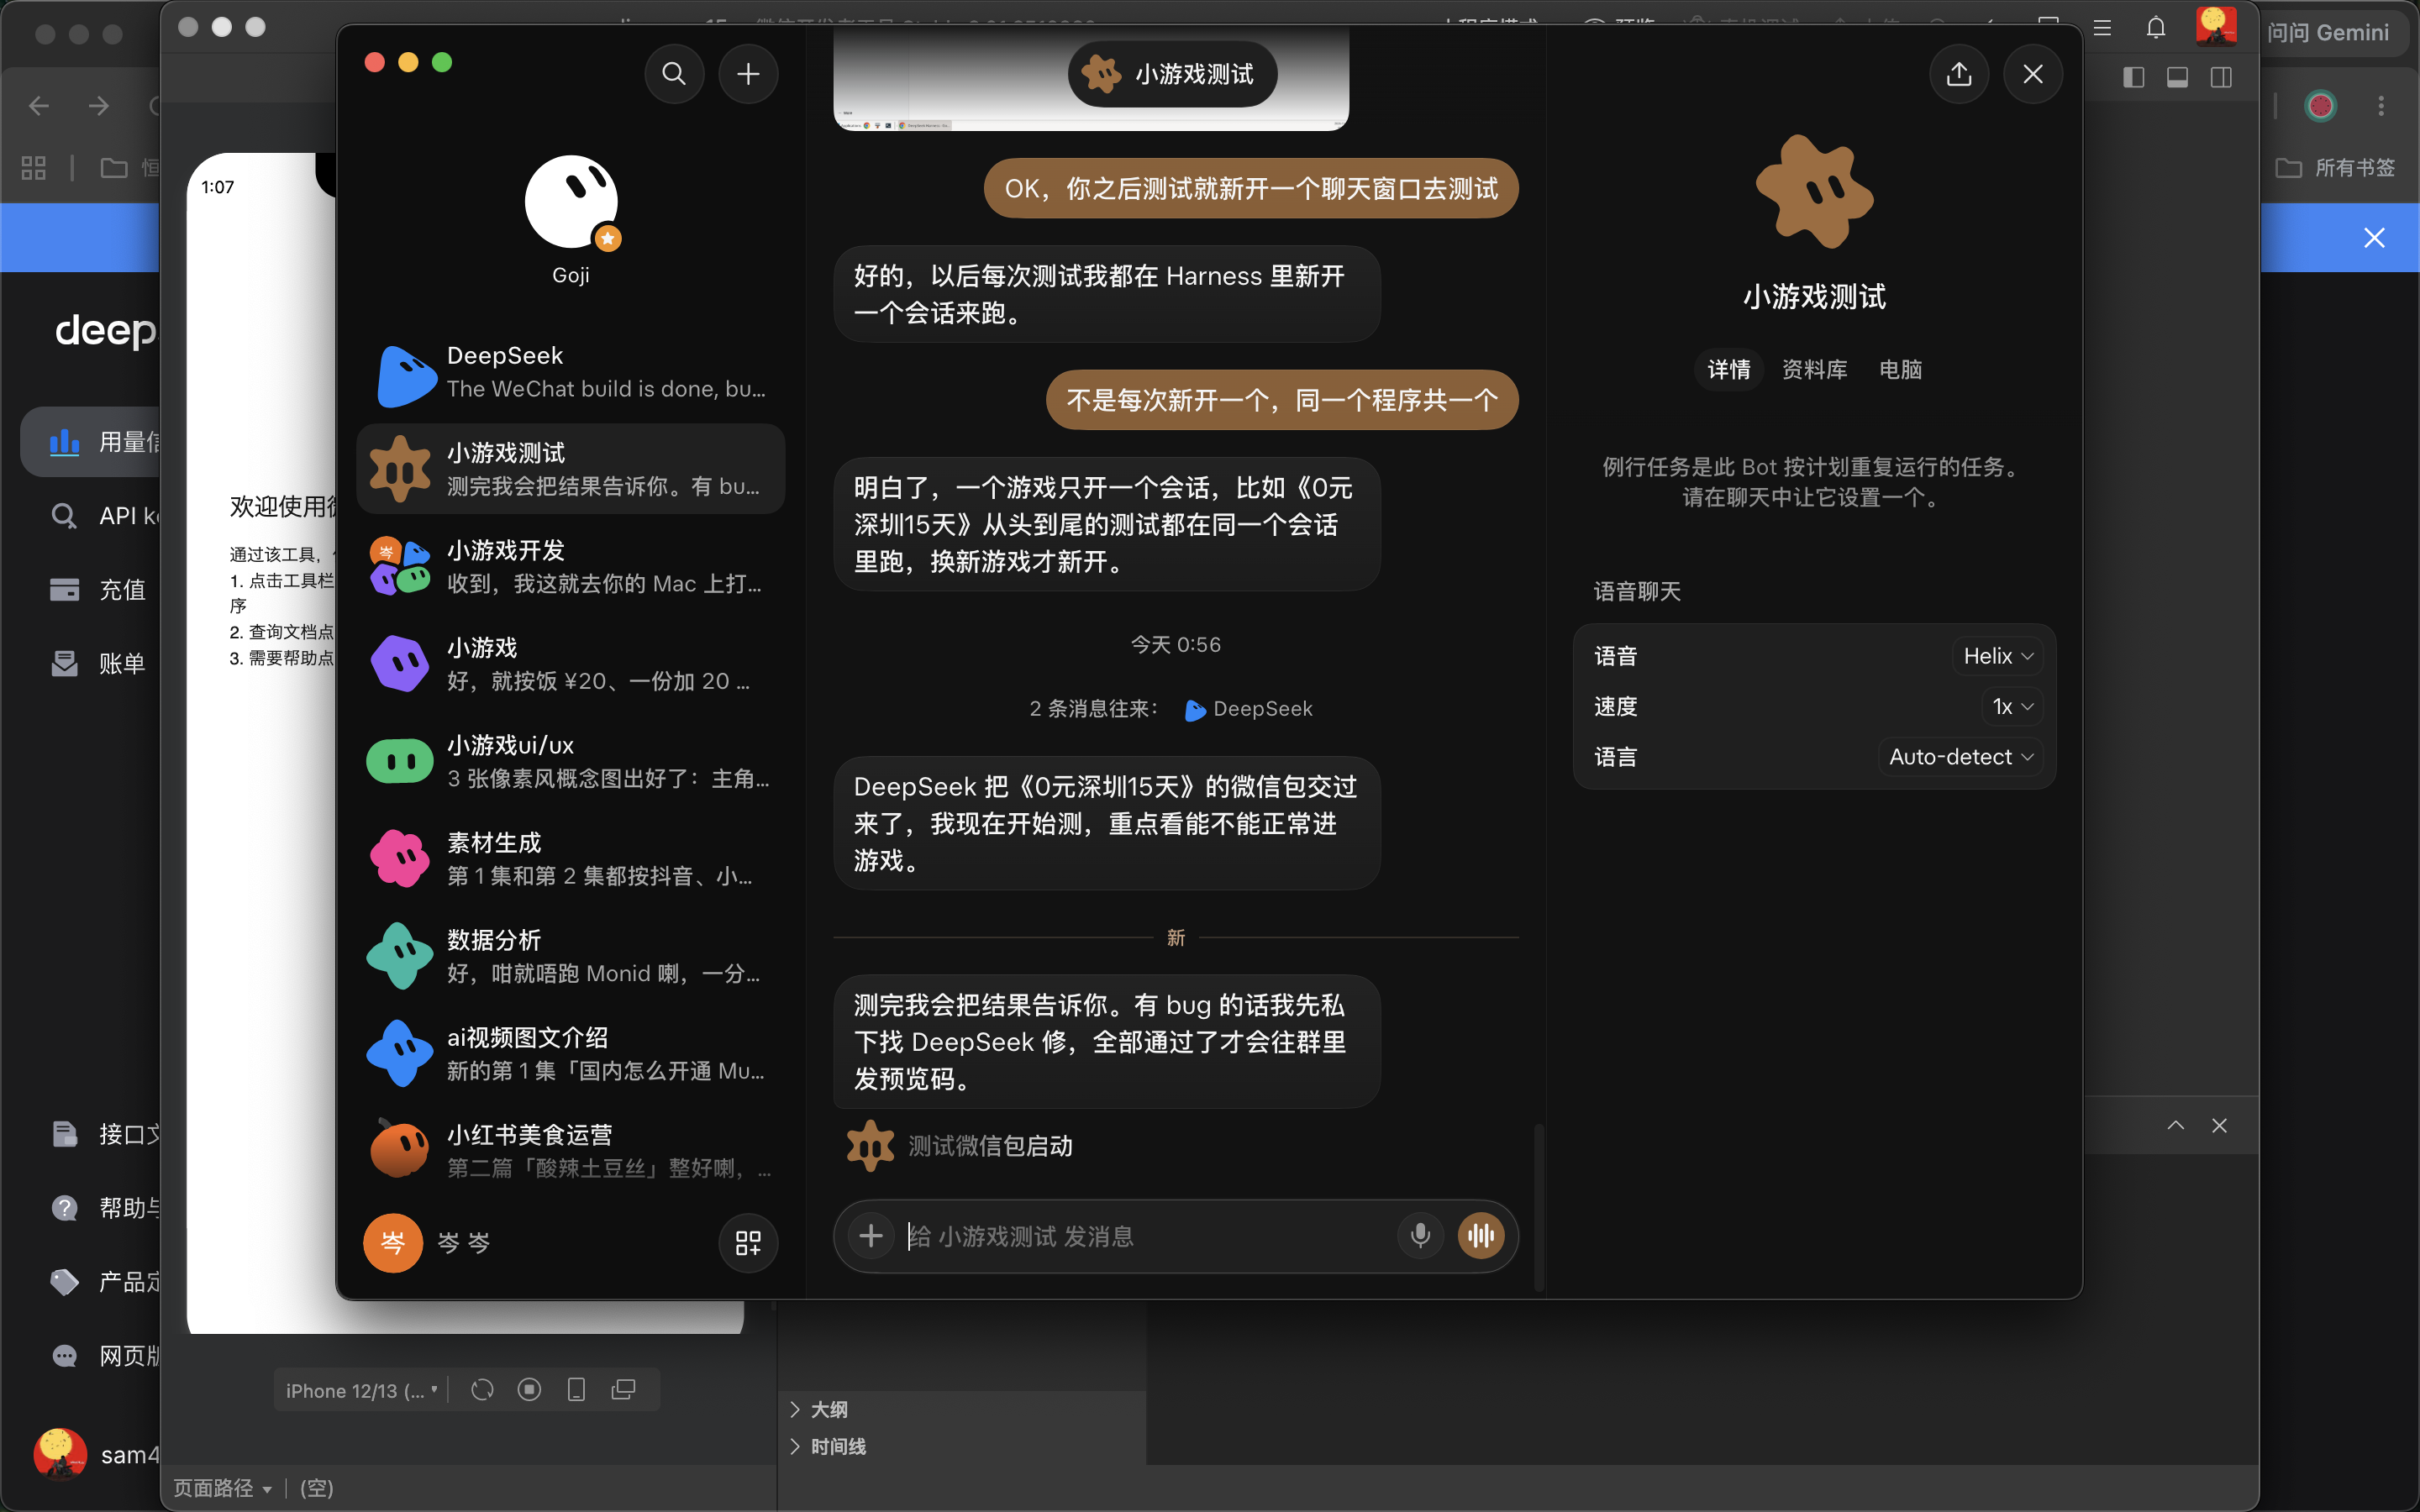 问问 Gemini
所有书签
恒
deep
用量信
API ke
充值
账单
接口文
帮助与
产品定
网页版
sam4
1:07
欢迎使用微
通过该工具，
1. 点击工具栏
序
2. 查询文档点
3. 需要帮助点
iPhone 12/13 (...
页面路径
(空)
大纲
时间线
Goji
DeepSeek
The WeChat build is done, bu...
小游戏测试
测完我会把结果告诉你。有 bu...
小游戏开发
收到，我这就去你的 Mac 上打...
小游戏
好，就按饭 ¥20、一份加 20 ...
小游戏ui/ux
3 张像素风概念图出好了：主角...
素材生成
第 1 集和第 2 集都按抖音、小...
数据分析
好，咁就唔跑 Monid 喇，一分...
ai视频图文介绍
新的第 1 集「国内怎么开通 Mu...
小红书美食运营
第二篇「酸辣土豆丝」整好喇，...
岑
岑 岑
小游戏测试
OK，你之后测试就新开一个聊天窗口去测试
好的，以后每次测试我都在 Harness 里新开
一个会话来跑。
不是每次新开一个，同一个程序共一个
明白了，一个游戏只开一个会话，比如《0元
深圳15天》从头到尾的测试都在同一个会话
里跑，换新游戏才新开。
今天 0:56
2 条消息往来： DeepSeek
DeepSeek 把《0元深圳15天》的微信包交过
来了，我现在开始测，重点看能不能正常进
游戏。
新
测完我会把结果告诉你。有 bug 的话我先私
下找 DeepSeek 修，全部通过了才会往群里
发预览码。
测试微信包启动
给 小游戏测试 发消息
小游戏测试
详情 资料库 电脑
例行任务是此 Bot 按计划重复运行的任务。
请在聊天中让它设置一个。
语音聊天
语音 Helix
速度 1x
语言 Auto-detect